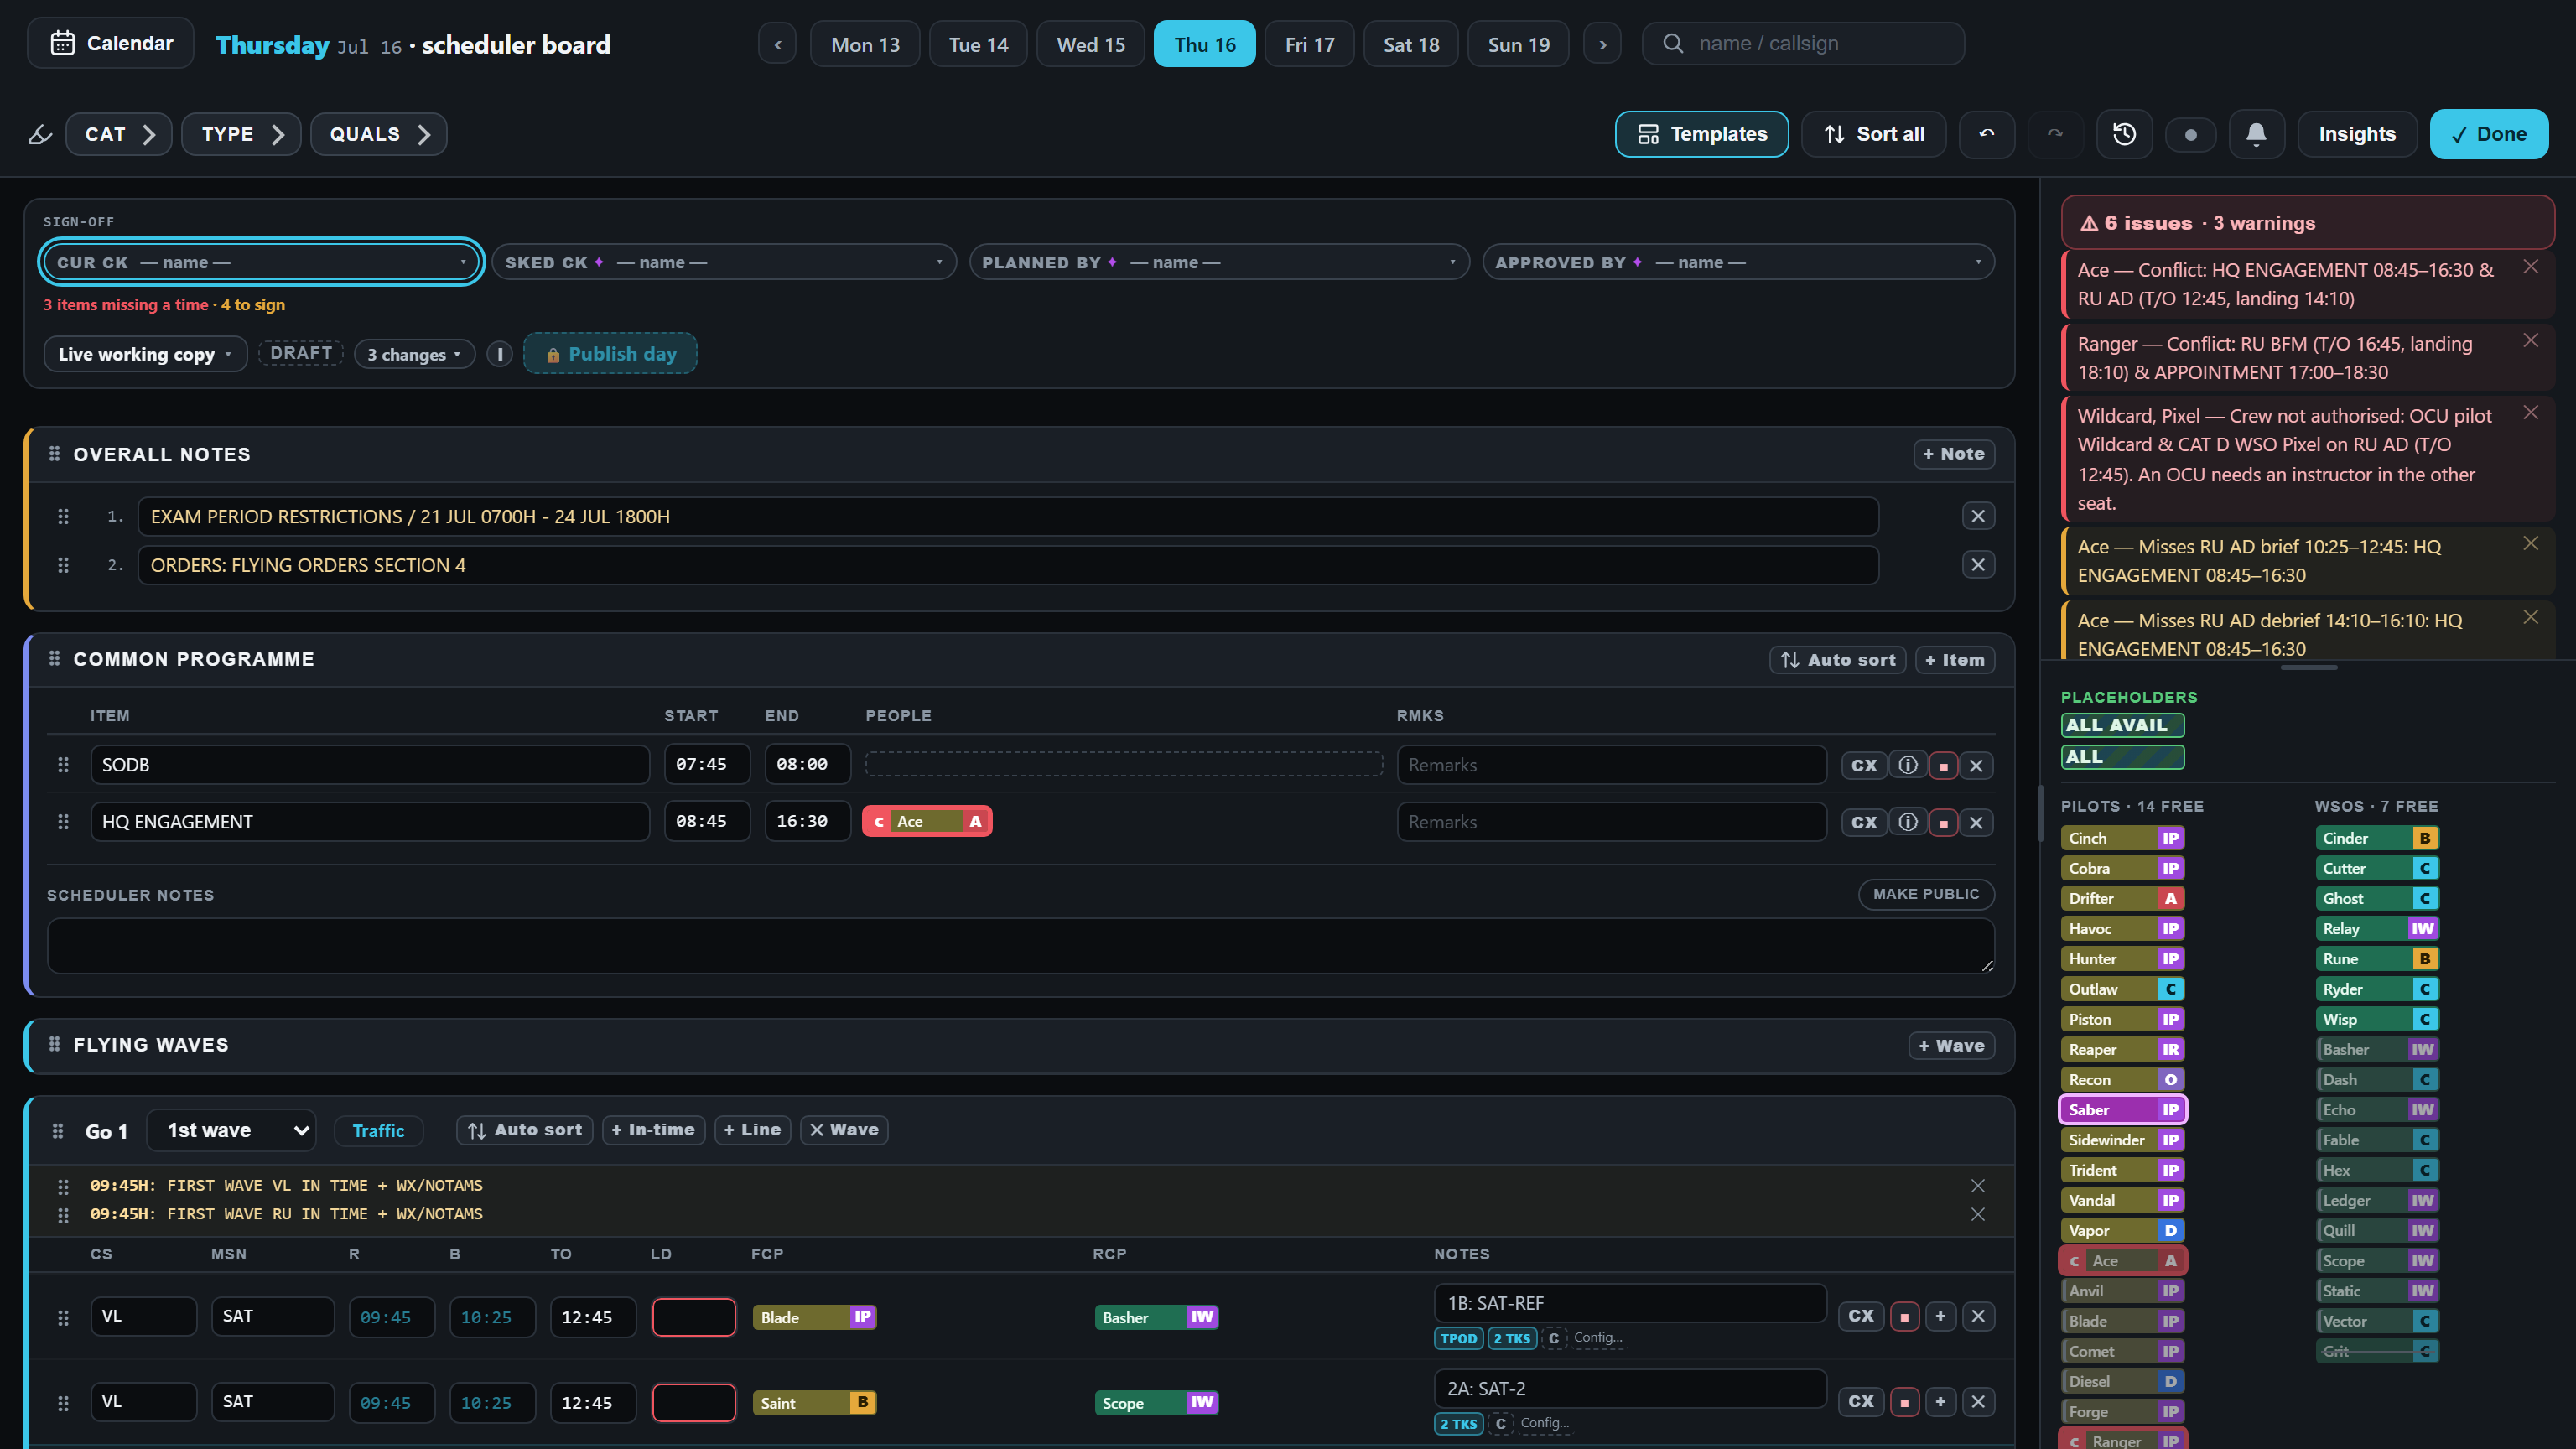 Calendar
Thursday Jul 16 · scheduler board
‹ Mon 13 Tue 14 Wed 15 Thu 16 Fri 17 Sat 18 Sun 19 ›
name / callsign
CAT TYPE QUALS
Templates Sort all Insights ✓ Done
SIGN-OFF
CUR CK — name —
SKED CK ✦ — name —
PLANNED BY ✦ — name —
APPROVED BY ✦ — name —
3 items missing a time · 4 to sign
Live working copy DRAFT 3 changes i Publish day
OVERALL NOTES + Note
1. EXAM PERIOD RESTRICTIONS / 21 JUL 0700H - 24 JUL 1800H
2. ORDERS: FLYING ORDERS SECTION 4
COMMON PROGRAMME Auto sort + Item
ITEM START END PEOPLE RMKS
SODB 07:45 08:00 Remarks CX
HQ ENGAGEMENT 08:45 16:30 C Ace A Remarks CX
SCHEDULER NOTES MAKE PUBLIC
FLYING WAVES + Wave
Go 1 1st wave Traffic Auto sort + In-time + Line ✕ Wave
09:45H: FIRST WAVE VL IN TIME + WX/NOTAMS
09:45H: FIRST WAVE RU IN TIME + WX/NOTAMS
CS MSN R B TO LD FCP RCP NOTES
VL SAT 09:45 10:25 12:45 Blade IP Basher IW 1B: SAT-REF CX
TPOD 2 TKS C Config...
VL SAT 09:45 10:25 12:45 Saint B Scope IW 2A: SAT-2 CX
2 TKS C Config...
⚠ 6 issues · 3 warnings
Ace — Conflict: HQ ENGAGEMENT 08:45–16:30 &
RU AD (T/O 12:45, landing 14:10)
Ranger — Conflict: RU BFM (T/O 16:45, landing
18:10) & APPOINTMENT 17:00–18:30
Wildcard, Pixel — Crew not authorised: OCU pilot
Wildcard & CAT D WSO Pixel on RU AD (T/O
12:45). An OCU needs an instructor in the other
seat.
Ace — Misses RU AD brief 10:25–12:45: HQ
ENGAGEMENT 08:45–16:30
Ace — Misses RU AD debrief 14:10–16:10: HQ
ENGAGEMENT 08:45–16:30
PLACEHOLDERS
ALL AVAIL
ALL
PILOTS · 14 FREE
Cinch IP
Cobra IP
Drifter A
Havoc IP
Hunter IP
Outlaw C
Piston IP
Reaper IR
Recon O
Saber IP
Sidewinder IP
Trident IP
Vandal IP
Vapor D
C Ace A
Anvil IP
Blade IP
Comet IP
Diesel D
Forge IP
C Ranger IP
WSOS · 7 FREE
Cinder B
Cutter C
Ghost C
Relay IW
Rune B
Ryder C
Wisp C
Basher IW
Dash C
Echo IW
Fable C
Hex C
Ledger IW
Quill IW
Scope IW
Static IW
Vector C
Grit C